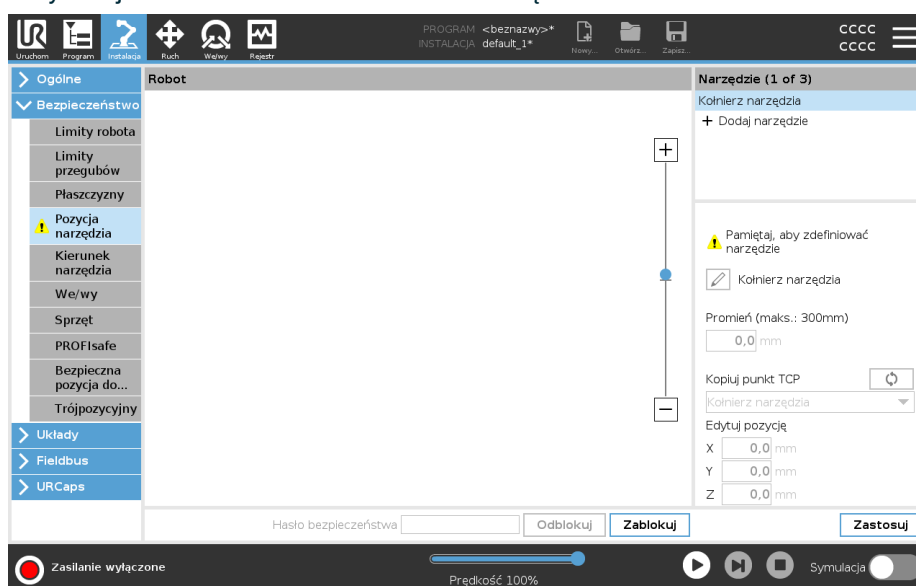 PROGRAM <beznazwy>*
INSTALACJA default_1*
Uruchom Program Instalacja Ruch We/wy Rejestr
Nowy... Otwórz... Zapisz...
CCCC
CCCC
Ogólne
Bezpieczeństwo
Limity robota
Limity
przegubów
Płaszczyzny
Pozycja
narzędzia
Kierunek
narzędzia
We/wy
Sprzęt
PROFIsafe
Bezpieczna
pozycja do...
Trójpozycyjny
Układy
Fieldbus
URCaps
Robot
Narzędzie (1 of 3)
Kołnierz narzędzia
+ Dodaj narzędzie
Pamiętaj, aby zdefiniować
narzędzie
Kołnierz narzędzia
Promień (maks.: 300mm)
0,0 mm
Kopiuj punkt TCP
Kołnierz narzędzia
Edytuj pozycję
X 0,0 mm
Y 0,0 mm
Z 0,0 mm
Hasło bezpieczeństwa Odblokuj Zablokuj Zastosuj
Zasilanie wyłączone
Prędkość 100%
Symulacja